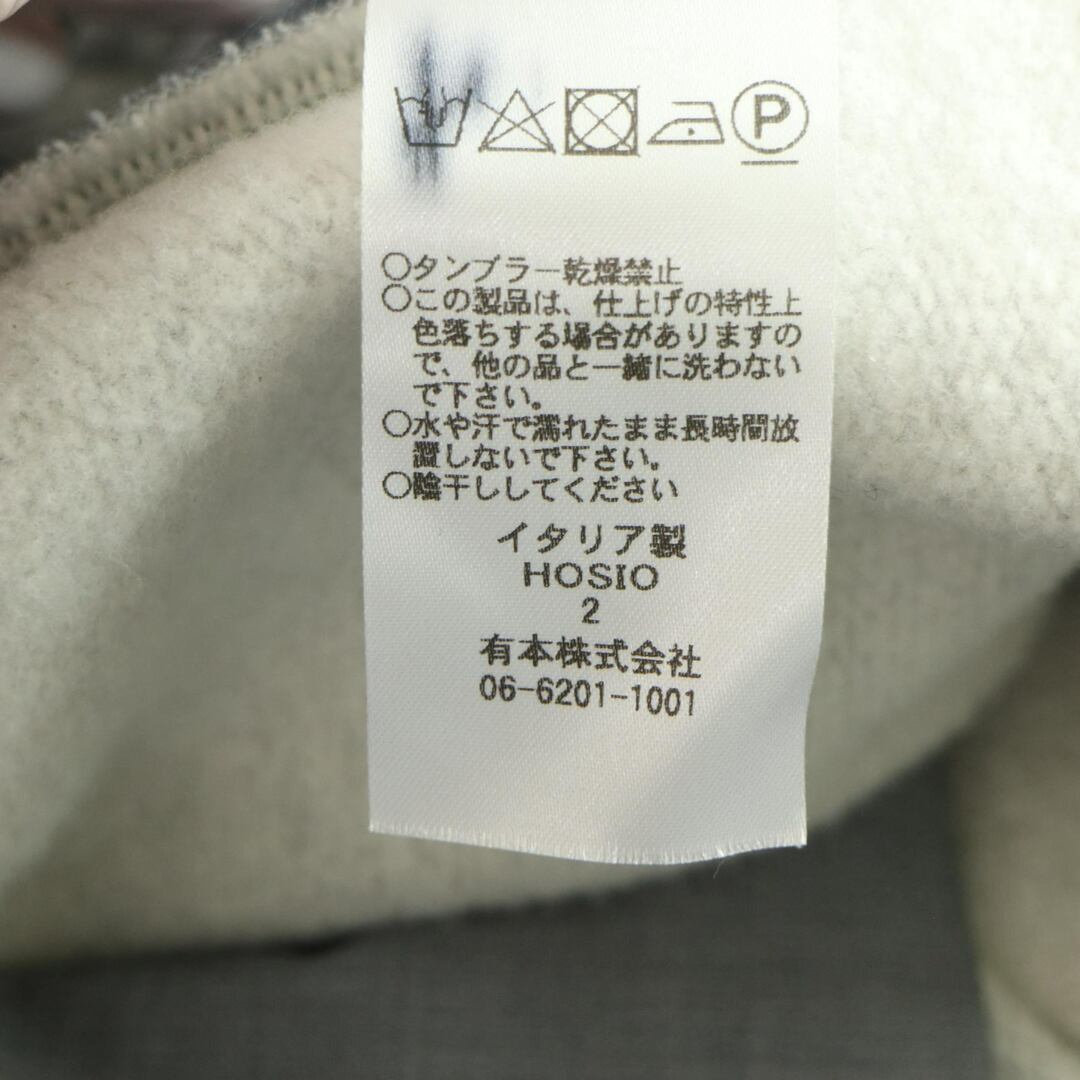 P
○タンブラー乾燥禁止
○この製品は、仕上げの特性上
色落ちする場合がありますの
で、他の品と一緒に洗わない
で下さい。
○水や汗で濡れたまま長時間放
置しないで下さい。
○陰干ししてください
イタリア製
HOSIO
2
有本株式会社
06-6201-1001